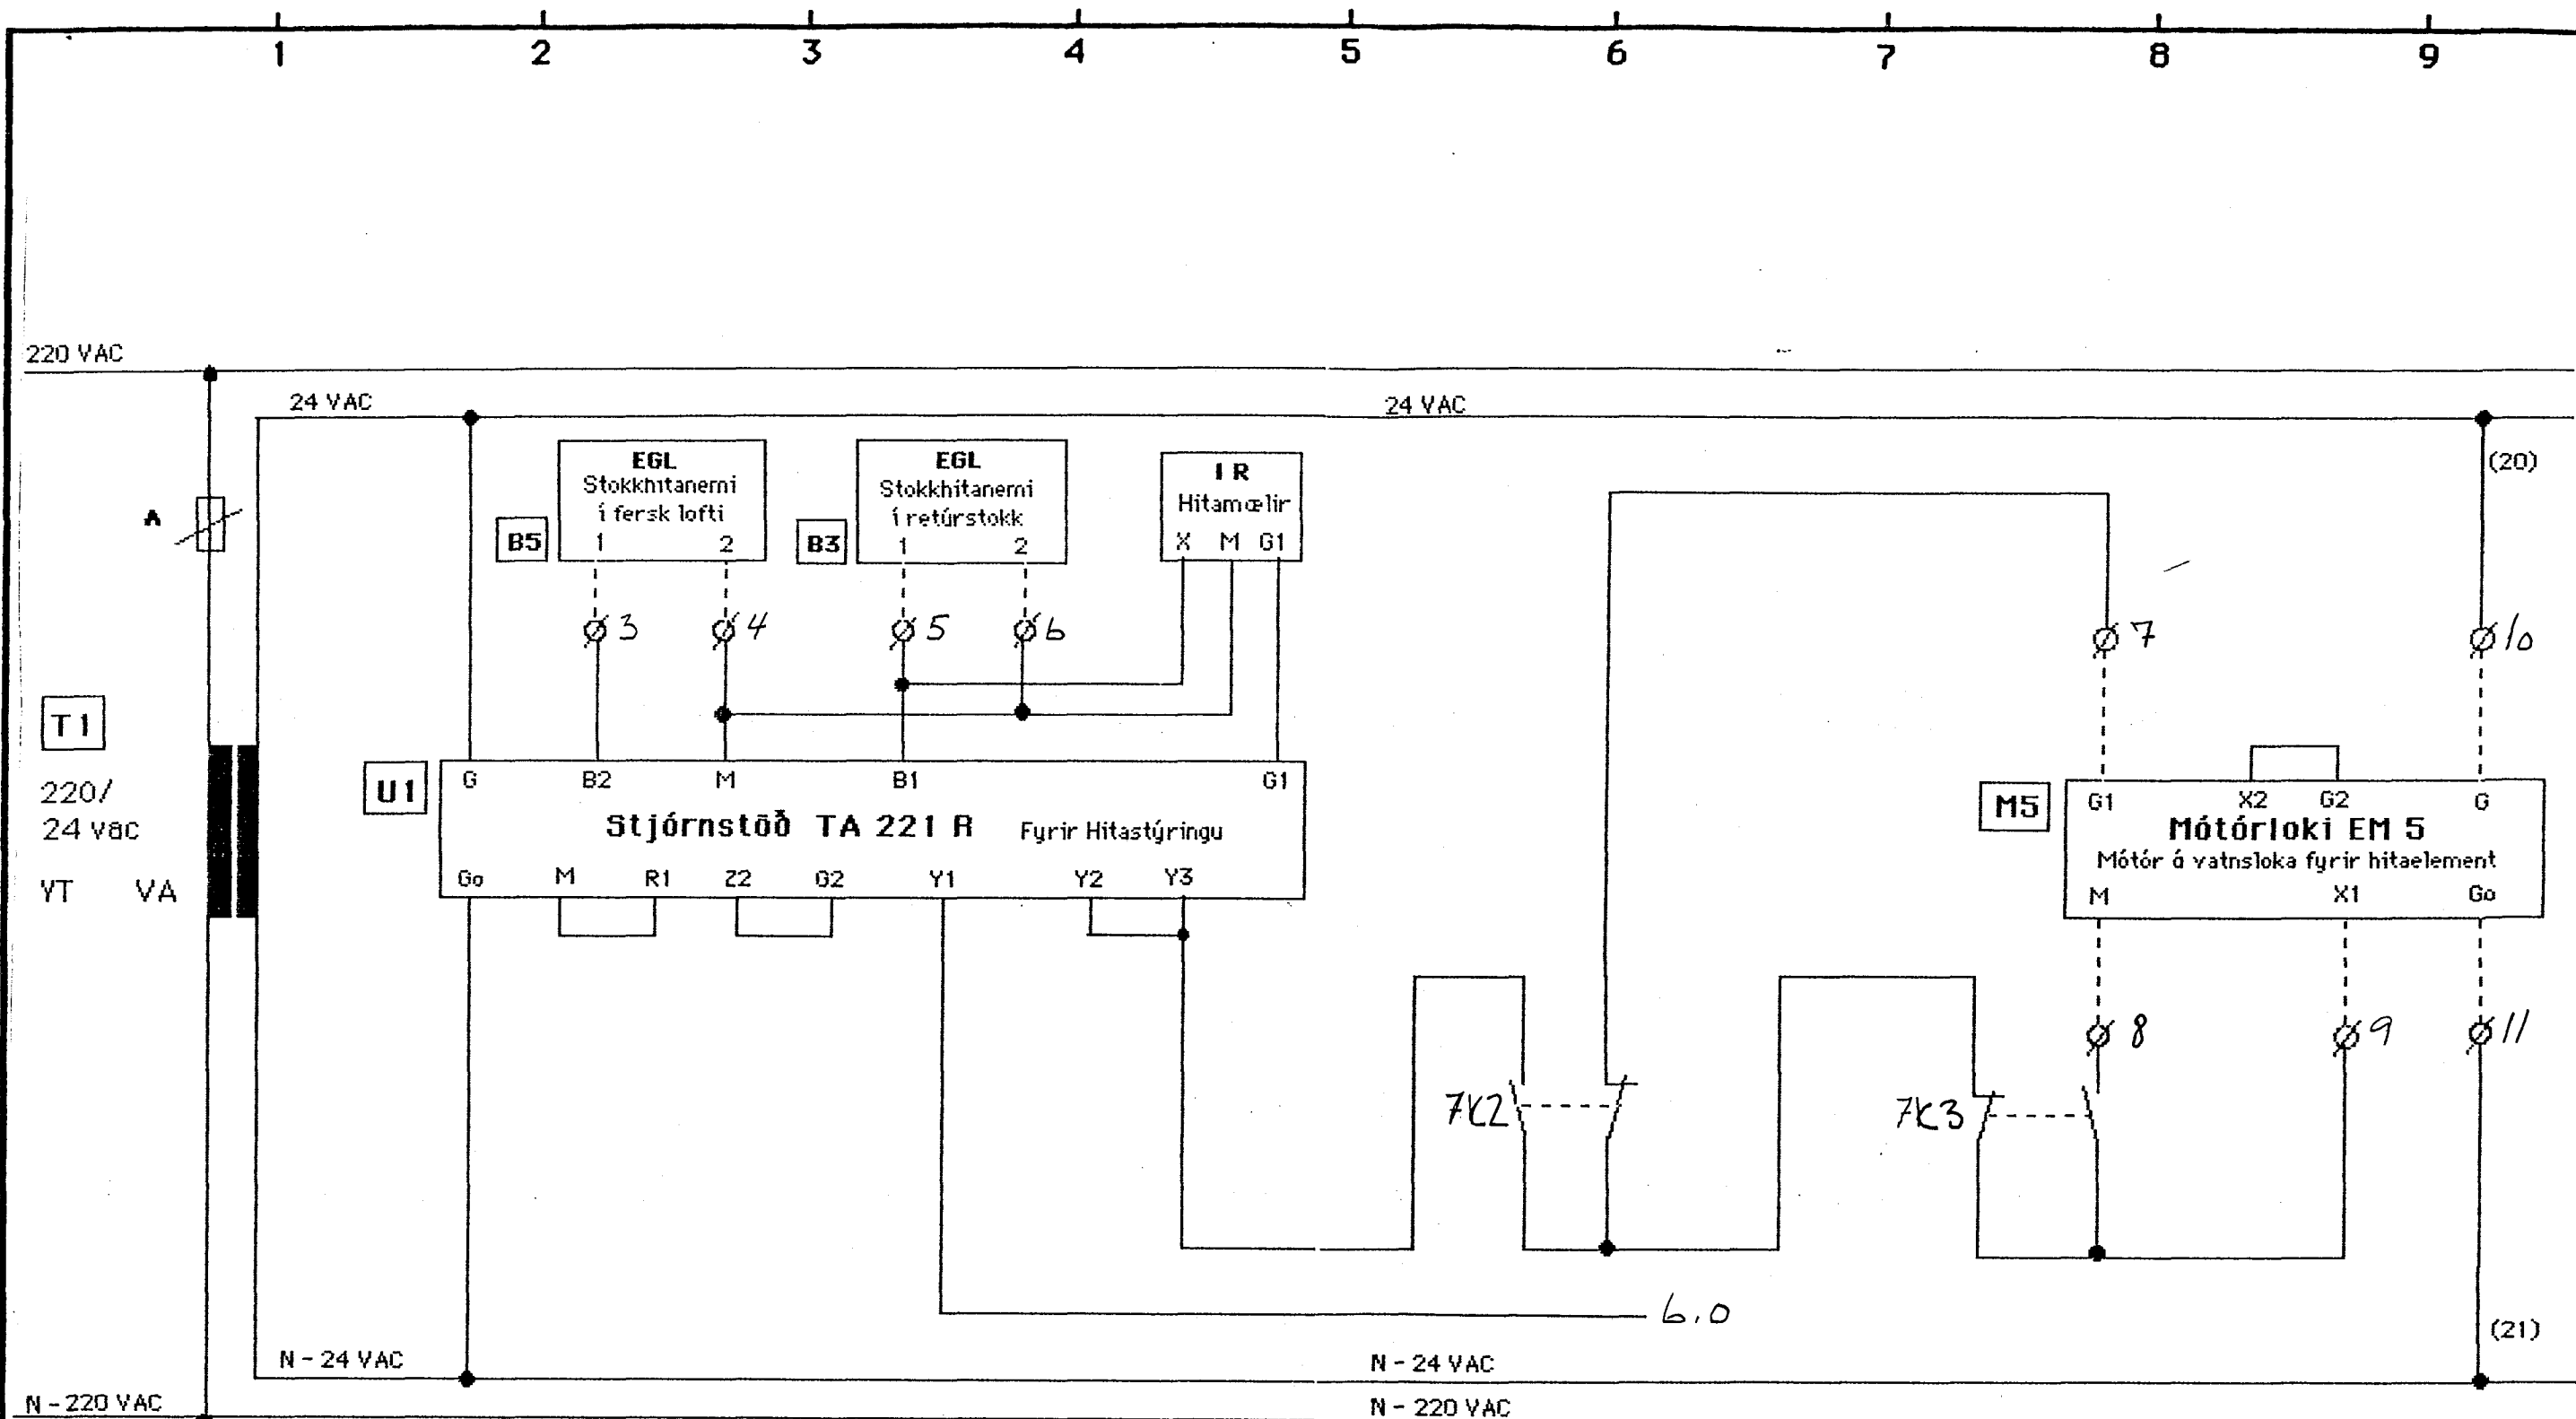 1 2 3 4 5 6 7 8 9
220 VAC
24 VAC 24 VAC
(20)
A
EGL
Stokkhitanemi
í fersk lofti
B5 1 2
EGL
Stokkhitanemi
í retúrstokk
B3 1 2
I R
Hitamælir
X M G1
3 4 5 6 7 10
T1
220/
24 vac
YT VA
U1
G B2 M B1 G1
Stjórnstöð TA 221 R Fyrir Hitastýringu
Go M R1 Z2 G2 Y1 Y2 Y3
M5
G1 X2 G2 G
Mótórloki EM 5
Mótór á vatnsloka fyrir hitaelement
M X1 Go
8 9 11
7K2 7K3
6.0
(21)
N - 24 VAC N - 24 VAC
N - 220 VAC N - 220 VAC